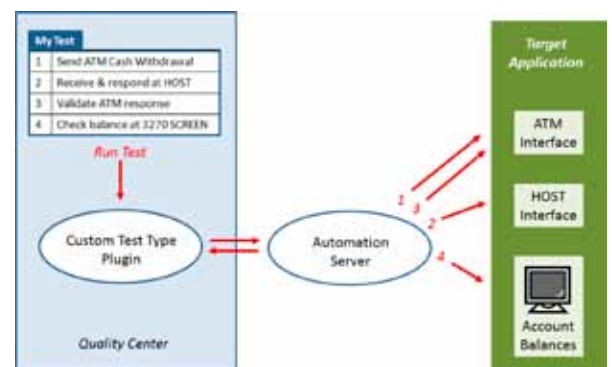 My Test
1 Send ATM Cash Withdrawal
2 Receive & respond at HOST
3 Validate ATM response
4 Check balance at 3270 SCREEN
Run Test
Custom Test Type
Plugin
Quality Center
Automation
Server
1
3
2
4
Target
Application
ATM
Interface
HOST
Interface
Account
Balances